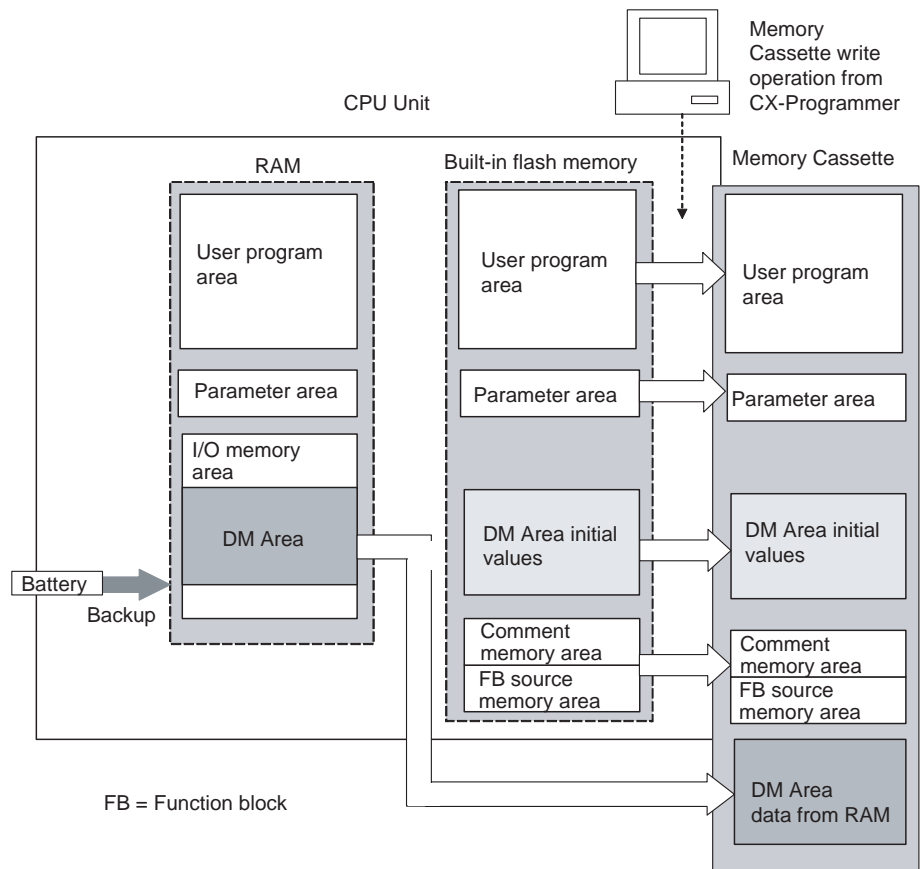 Memory
Cassette write
operation from
CX-Programmer
CPU Unit
RAM
Built-in flash memory
Memory Cassette
User program
area
User program
area
User program
area
Parameter area
Parameter area
Parameter area
I/O memory
area
DM Area
DM Area initial
values
DM Area initial
values
Battery
Backup
Comment
memory area
FB source
memory area
Comment
memory area
FB source
memory area
DM Area
data from RAM
FB = Function block